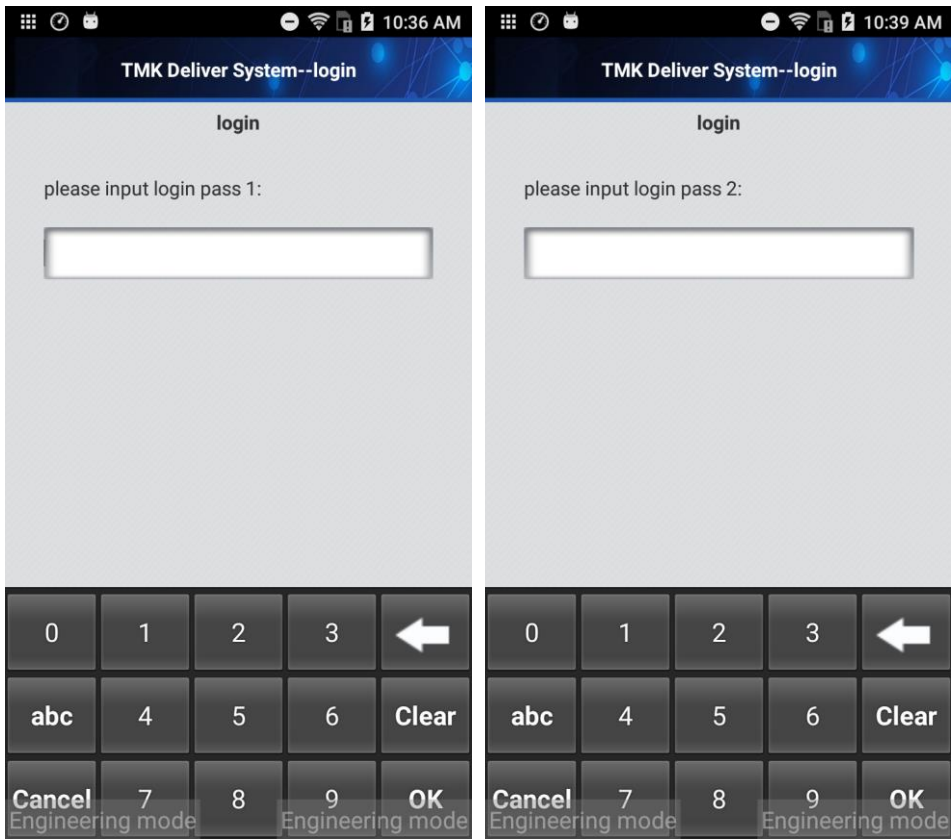 10:36 AM
TMK Deliver System--login
login
please input login pass 1:
0 1 2 3
abc 4 5 6 Clear
Cancel 7 8 9 OK
Engineering mode Engineering mode
10:39 AM
TMK Deliver System--login
login
please input login pass 2:
0 1 2 3
abc 4 5 6 Clear
Cancel 7 8 9 OK
Engineering mode Engineering mode